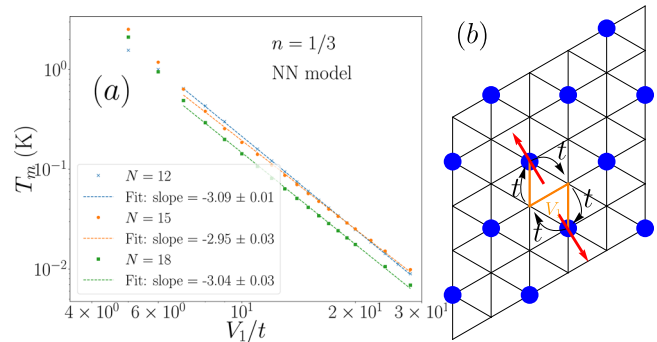 (a)
n = 1/3
NN model
T_m (K)
10^0
10^{-1}
10^{-2}
N = 12
Fit: slope = -3.09 ± 0.01
N = 15
Fit: slope = -2.95 ± 0.03
N = 18
Fit: slope = -3.04 ± 0.03
4 × 10^0
6 × 10^0
10^1
2 × 10^1
3 × 10^1
V_1/t
(b)
t
t
V_1
t
t